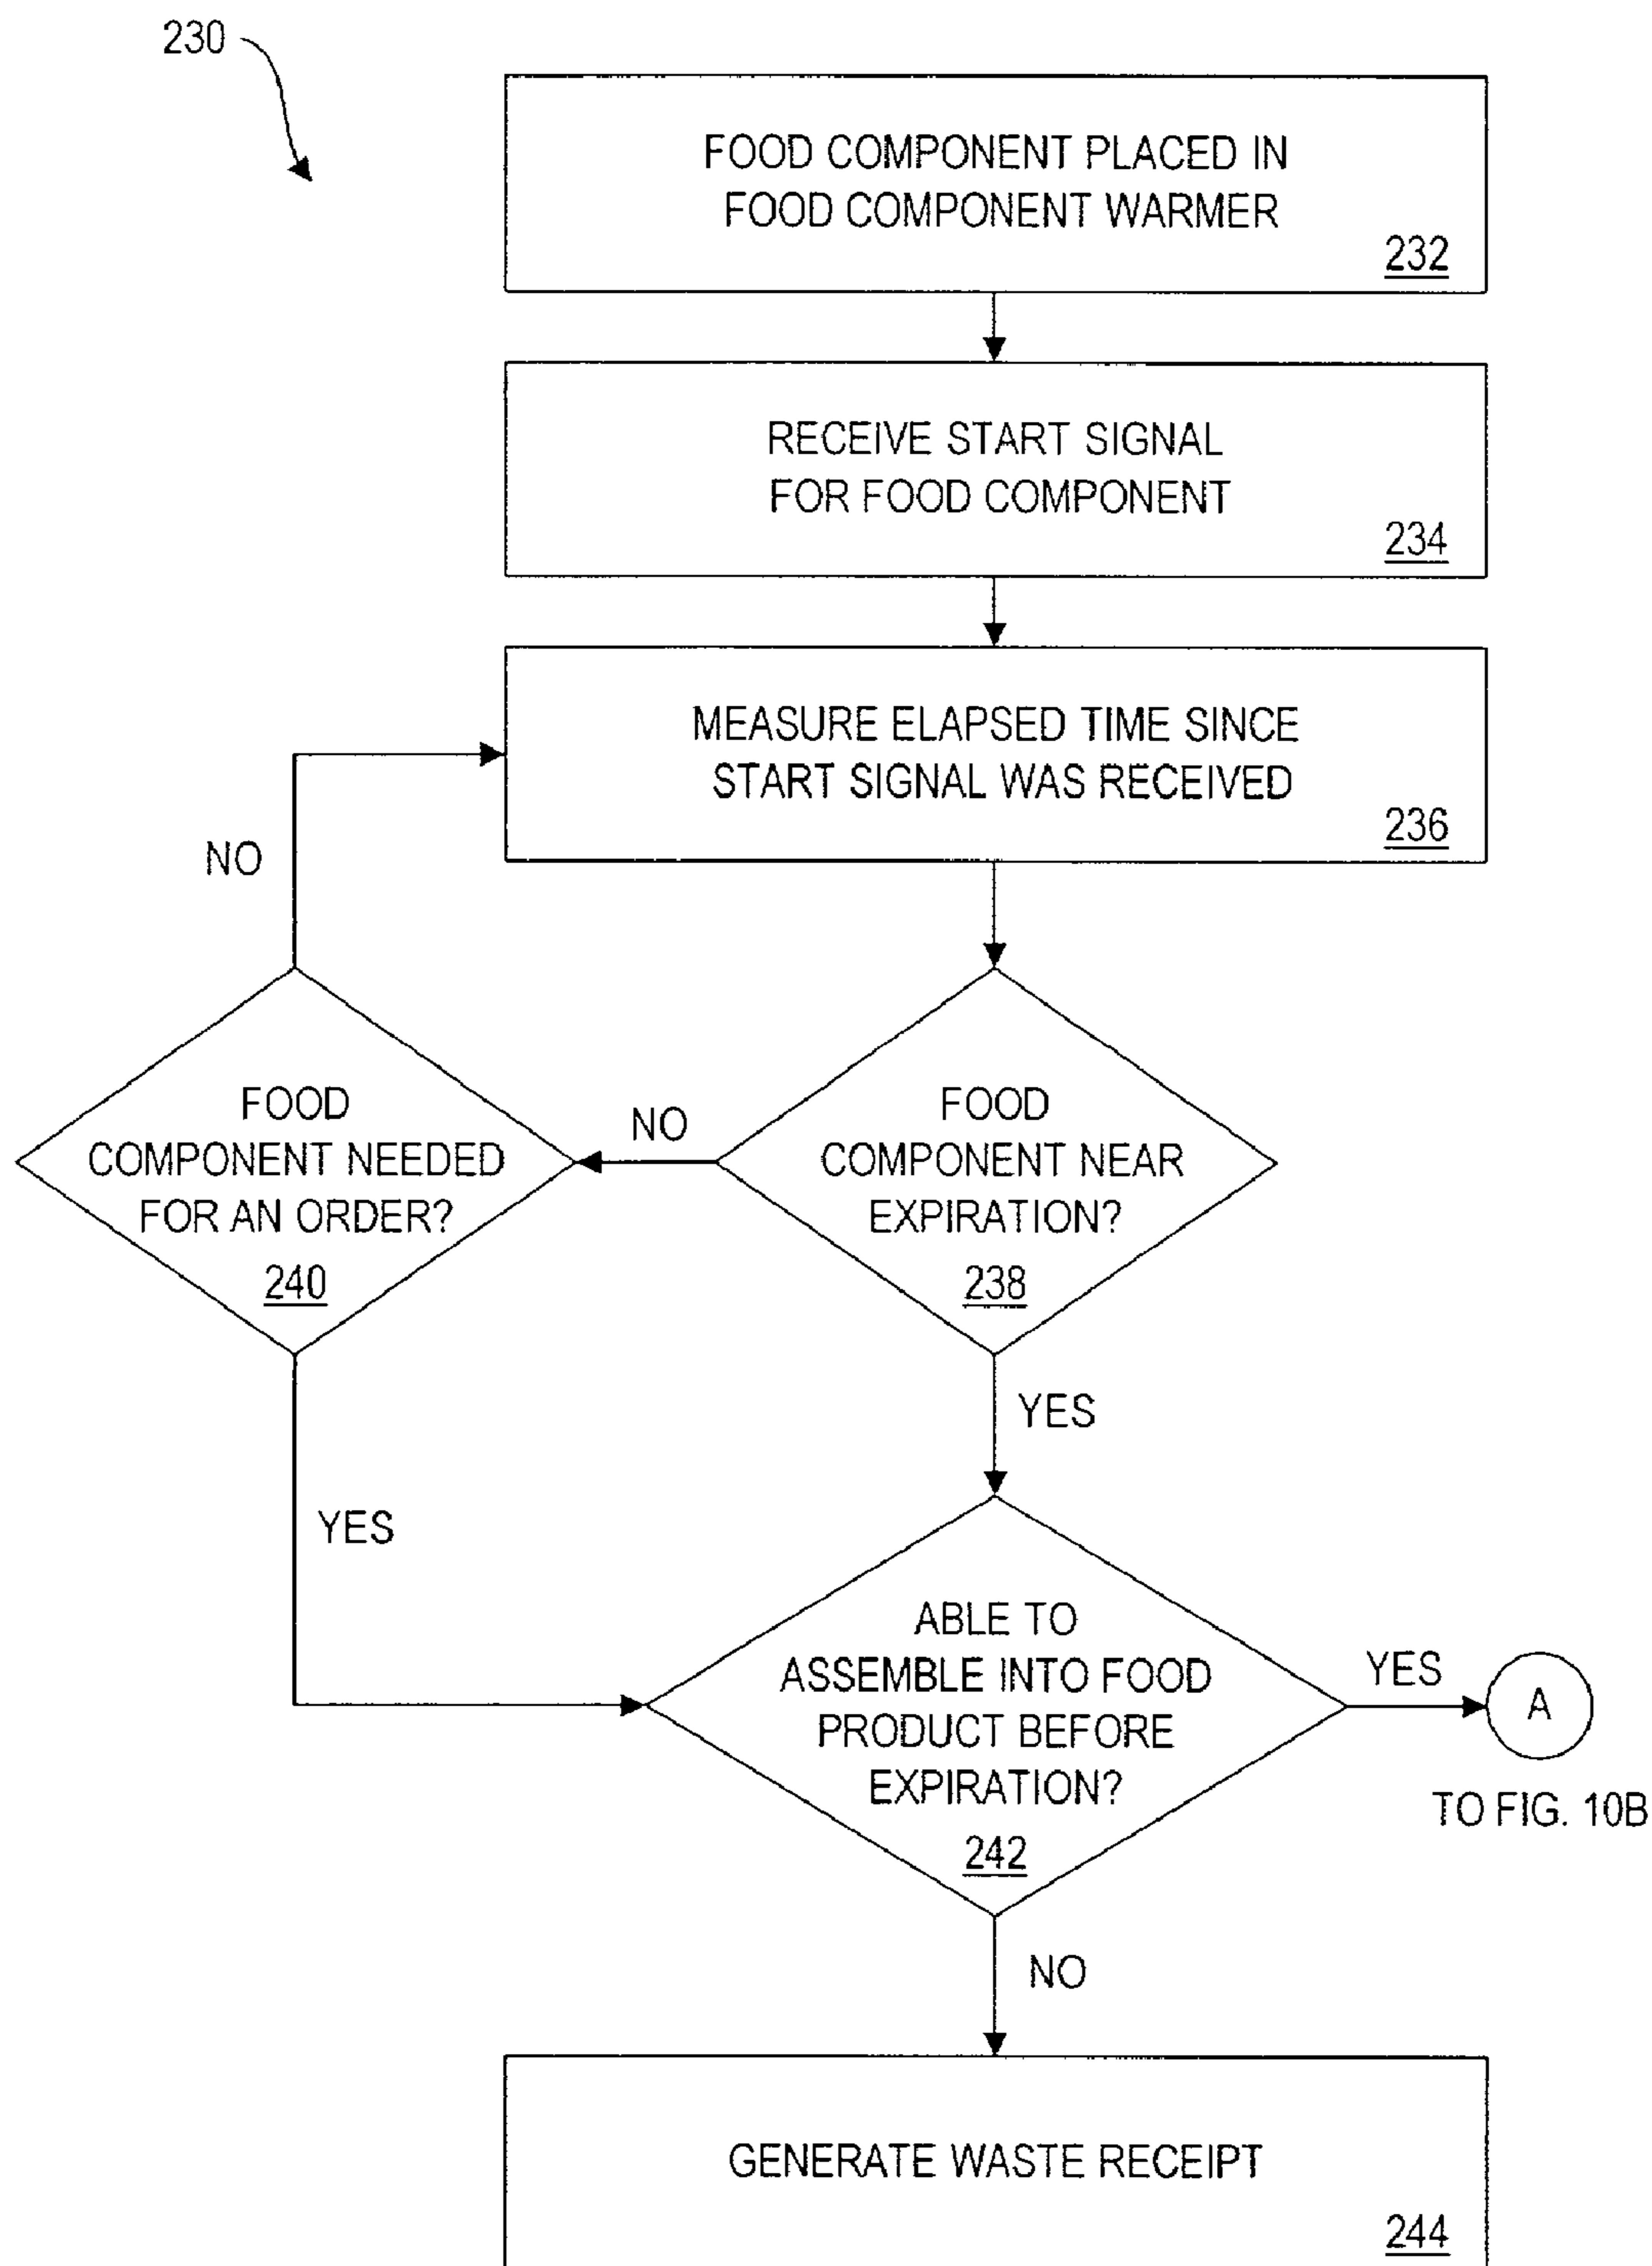 230
FOOD COMPONENT PLACED IN
FOOD COMPONENT WARMER
232
RECEIVE START SIGNAL
FOR FOOD COMPONENT
234
MEASURE ELAPSED TIME SINCE
START SIGNAL WAS RECEIVED
236
NO
FOOD
COMPONENT NEEDED
FOR AN ORDER?
240
NO
FOOD
COMPONENT NEAR
EXPIRATION?
238
YES
YES
ABLE TO
ASSEMBLE INTO FOOD
PRODUCT BEFORE
EXPIRATION?
242
YES
A
TO FIG. 10B
NO
GENERATE WASTE RECEIPT
244